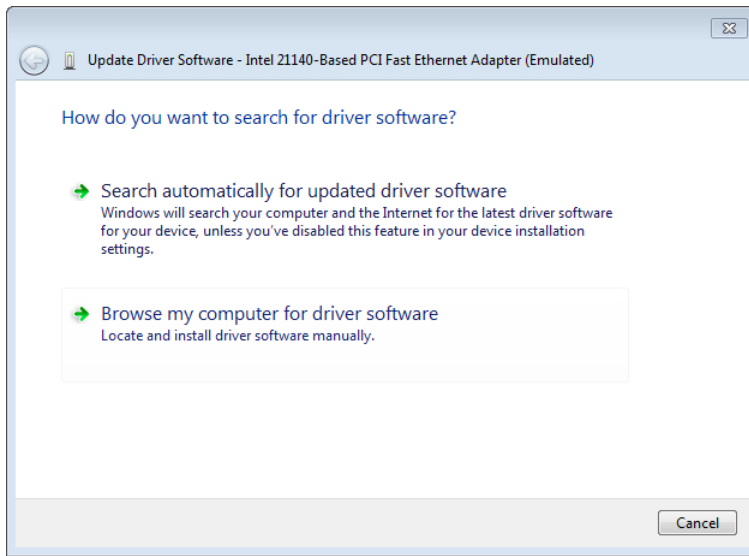 Update Driver Software - Intel 21140-Based PCI Fast Ethernet Adapter (Emulated)
How do you want to search for driver software?
Search automatically for updated driver software
Windows will search your computer and the Internet for the latest driver software
for your device, unless you've disabled this feature in your device installation
settings.
Browse my computer for driver software
Locate and install driver software manually.
Cancel